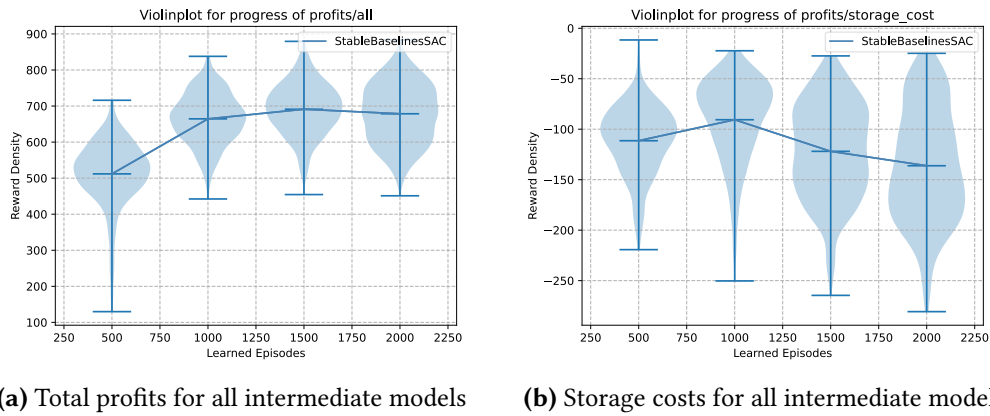 Violinplot for progress of profits/all
StableBaselinesSAC
900
800
700
600
500
400
300
200
100
Reward Density
250 500 750 1000 1250 1500 1750 2000 2250
Learned Episodes
(a) Total profits for all intermediate models
Violinplot for progress of profits/storage_cost
StableBaselinesSAC
0
−50
−100
−150
−200
−250
Reward Density
250 500 750 1000 1250 1500 1750 2000 2250
Learned Episodes
(b) Storage costs for all intermediate model